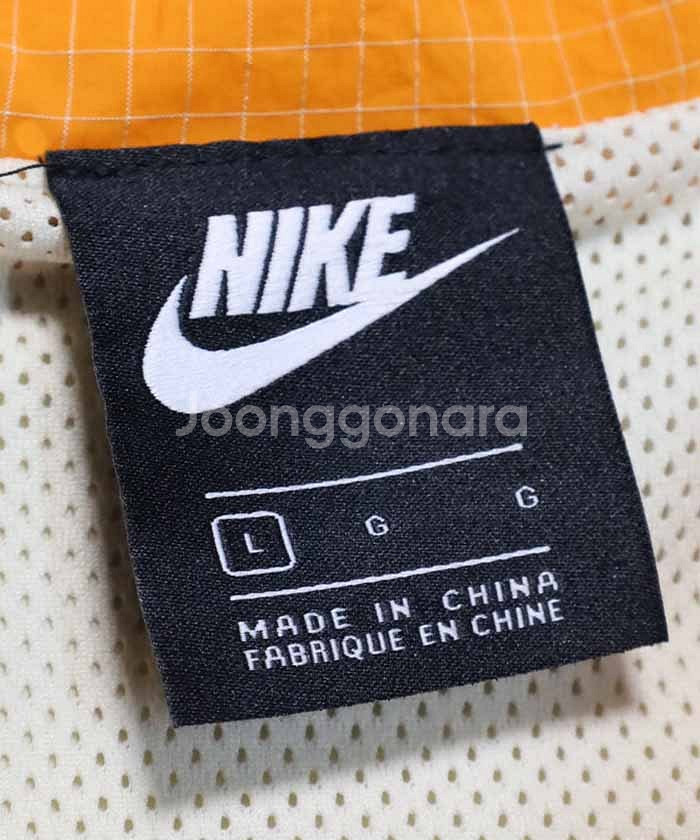 NIKE
Joonggonara
L G G
MADE IN CHINA
FABRIQUE EN CHINE